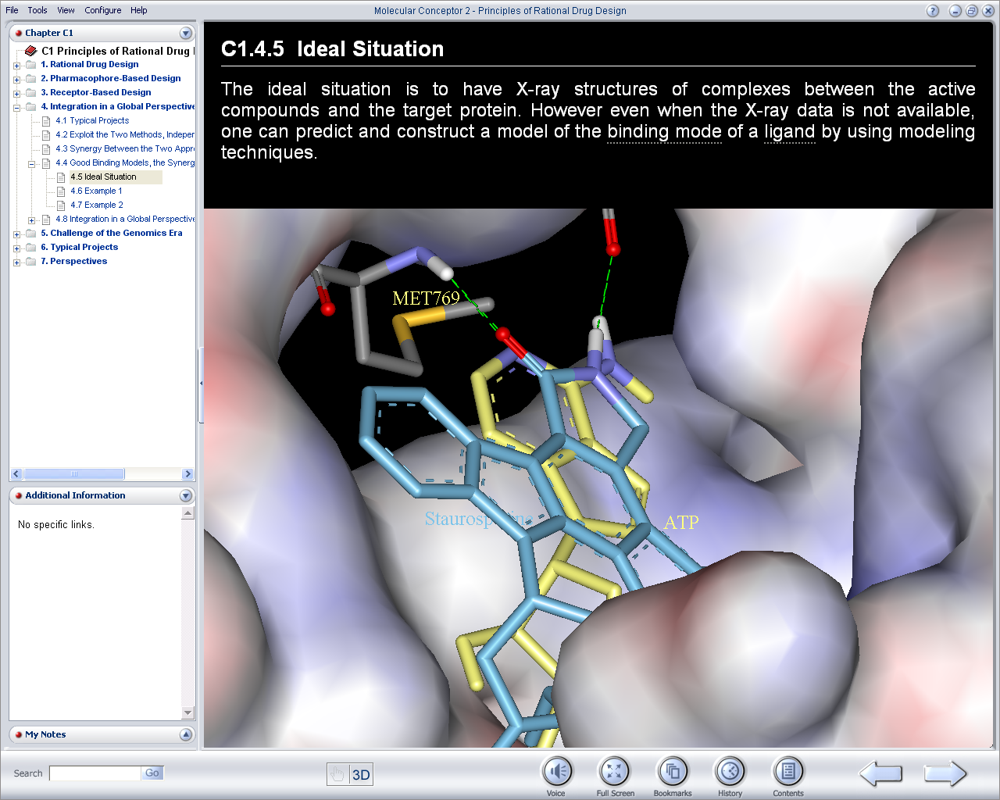 File Tools View Configure Help
Molecular Conceptor 2 - Principles of Rational Drug Design
Chapter C1
C1 Principles of Rational Drug
1. Rational Drug Design
2. Pharmacophore-Based Design
3. Receptor-Based Design
4. Integration in a Global Perspective
4.1 Typical Projects
4.2 Exploit the Two Methods, Indeper
4.3 Synergy Between the Two Appr
4.4 Good Binding Models, the Synerg
4.5 Ideal Situation
4.6 Example 1
4.7 Example 2
4.8 Integration in a Global Perspective
5. Challenge of the Genomics Era
6. Typical Projects
7. Perspectives
Additional Information
No specific links.
My Notes
C1.4.5 Ideal Situation
The ideal situation is to have X-ray structures of complexes between the active
compounds and the target protein. However even when the X-ray data is not available,
one can predict and construct a model of the binding mode of a ligand by using modeling
techniques.
MET769
Staurosporine
ATP
Search
Go
3D
Voice
Full Screen
Bookmarks
History
Contents